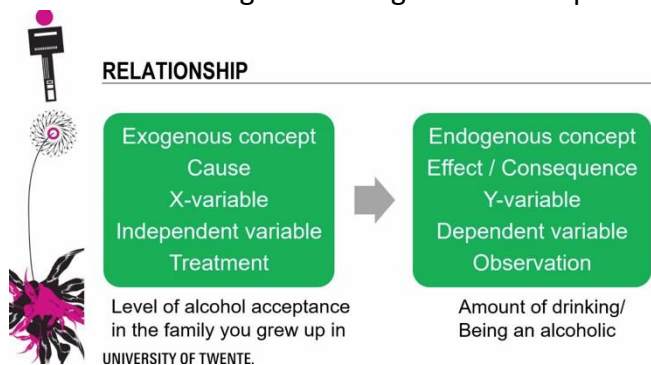 RELATIONSHIP
Exogenous concept
Cause
X-variable
Independent variable
Treatment
Endogenous concept
Effect / Consequence
Y-variable
Dependent variable
Observation
Level of alcohol acceptance
in the family you grew up in
Amount of drinking/
Being an alcoholic
UNIVERSITY OF TWENTE.